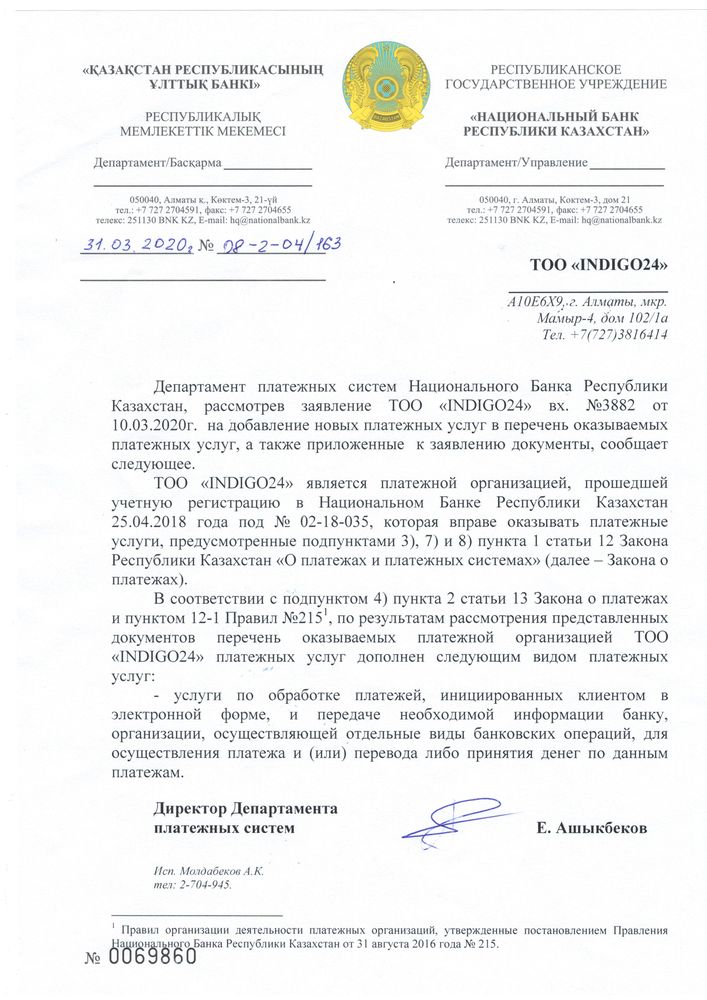 «ҚАЗАҚСТАН РЕСПУБЛИКАСЫНЫҢ
ҰЛТТЫҚ БАНКІ»
РЕСПУБЛИКАЛЫҚ
МЕМЛЕКЕТТІК МЕКЕМЕСІ
Департамент/Басқарма
050040, Алматы қ., Көктем-3, 21-үй
тел.: +7 727 2704591, факс: +7 727 2704655
телекс: 251130 BNK KZ, E-mail: hq@nationalbank.kz
31.03.2020г № 08-2-04/163
РЕСПУБЛИКАНСКОЕ
ГОСУДАРСТВЕННОЕ УЧРЕЖДЕНИЕ
«НАЦИОНАЛЬНЫЙ БАНК
РЕСПУБЛИКИ КАЗАХСТАН»
Департамент/Управление
050040, г. Алматы, Коктем-3, дом 21
тел.: +7 727 2704591, факс: +7 727 2704655
телекс: 251130 BNK KZ, E-mail: hq@nationalbank.kz
ТОО «INDIGO24»
A10E6X9, г. Алматы, мкр.
Мамыр-4, дом 102/1а
Тел. +7(727)3816414
Департамент платежных систем Национального Банка Республики
Казахстан, рассмотрев заявление ТОО «INDIGO24» вх. №3882 от
10.03.2020г. на добавление новых платежных услуг в перечень оказываемых
платежных услуг, а также приложенные к заявлению документы, сообщает
следующее.
ТОО «INDIGO24» является платежной организацией, прошедшей
учетную регистрацию в Национальном Банке Республики Казахстан
25.04.2018 года под № 02-18-035, которая вправе оказывать платежные
услуги, предусмотренные подпунктами 3), 7) и 8) пункта 1 статьи 12 Закона
Республики Казахстан «О платежах и платежных системах» (далее – Закона о
платежах).
В соответствии с подпунктом 4) пункта 2 статьи 13 Закона о платежах
и пунктом 12-1 Правил №215¹, по результатам рассмотрения представленных
документов перечень оказываемых платежной организацией ТОО
«INDIGO24» платежных услуг дополнен следующим видом платежных
услуг:
- услуги по обработке платежей, инициированных клиентом в
электронной форме, и передаче необходимой информации банку,
организации, осуществляющей отдельные виды банковских операций, для
осуществления платежа и (или) перевода либо принятия денег по данным
платежам.
Директор Департамента
платежных систем
Е. Ашыкбеков
Исп. Молдабеков А.К.
тел: 2-704-945.
¹ Правил организации деятельности платежных организаций, утвержденные постановлением Правления
Национального Банка Республики Казахстан от 31 августа 2016 года № 215.
№ 0069860